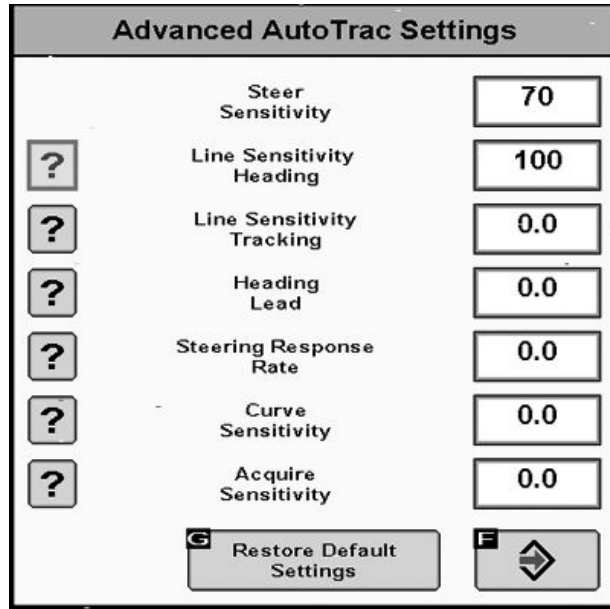 Advanced AutoTrac Settings
Steer
Sensitivity
70
?
Line Sensitivity
Heading
100
?
Line Sensitivity
Tracking
0.0
?
Heading
Lead
0.0
?
Steering Response
Rate
0.0
?
Curve
Sensitivity
0.0
?
Acquire
Sensitivity
0.0
G
Restore Default
Settings
F